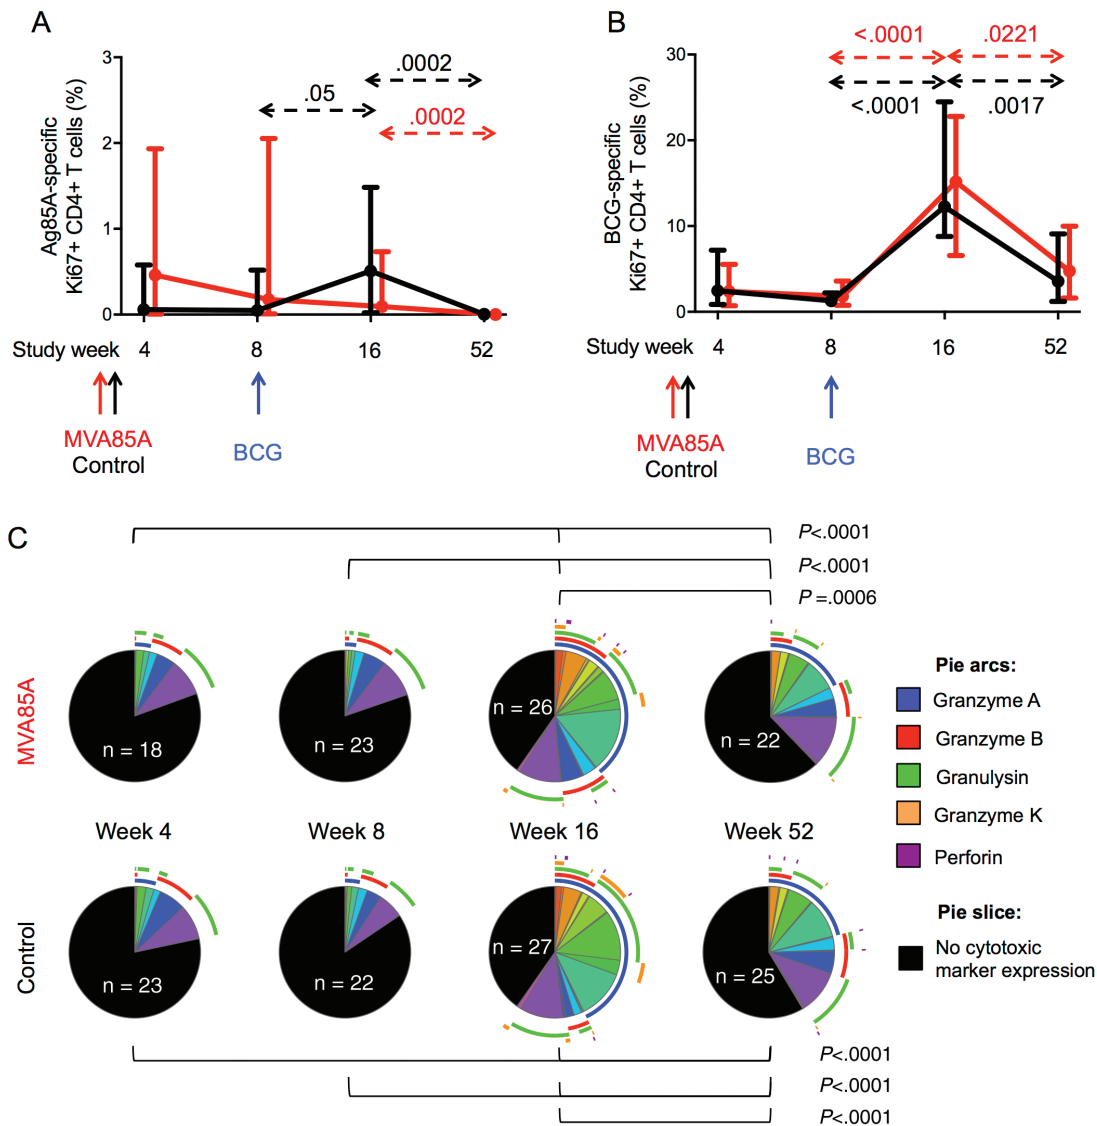 A
Ag85A-specific
Ki67+ CD4+ T cells (%)
3
2
1
0
.05
.0002
.0002
Study week
4
8
16
52
MVA85A
Control
BCG
B
BCG-specific
Ki67+ CD4+ T cells (%)
30
20
10
0
<.0001
.0221
<.0001
.0017
Study week
4
8
16
52
MVA85A
Control
BCG
C
P<.0001
P<.0001
P =.0006
MVA85A
n = 18
n = 23
n = 26
n = 22
Week 4
Week 8
Week 16
Week 52
Control
n = 23
n = 22
n = 27
n = 25
P<.0001
P<.0001
P<.0001
Pie arcs:
Granzyme A
Granzyme B
Granulysin
Granzyme K
Perforin
Pie slice:
No cytotoxic
marker expression